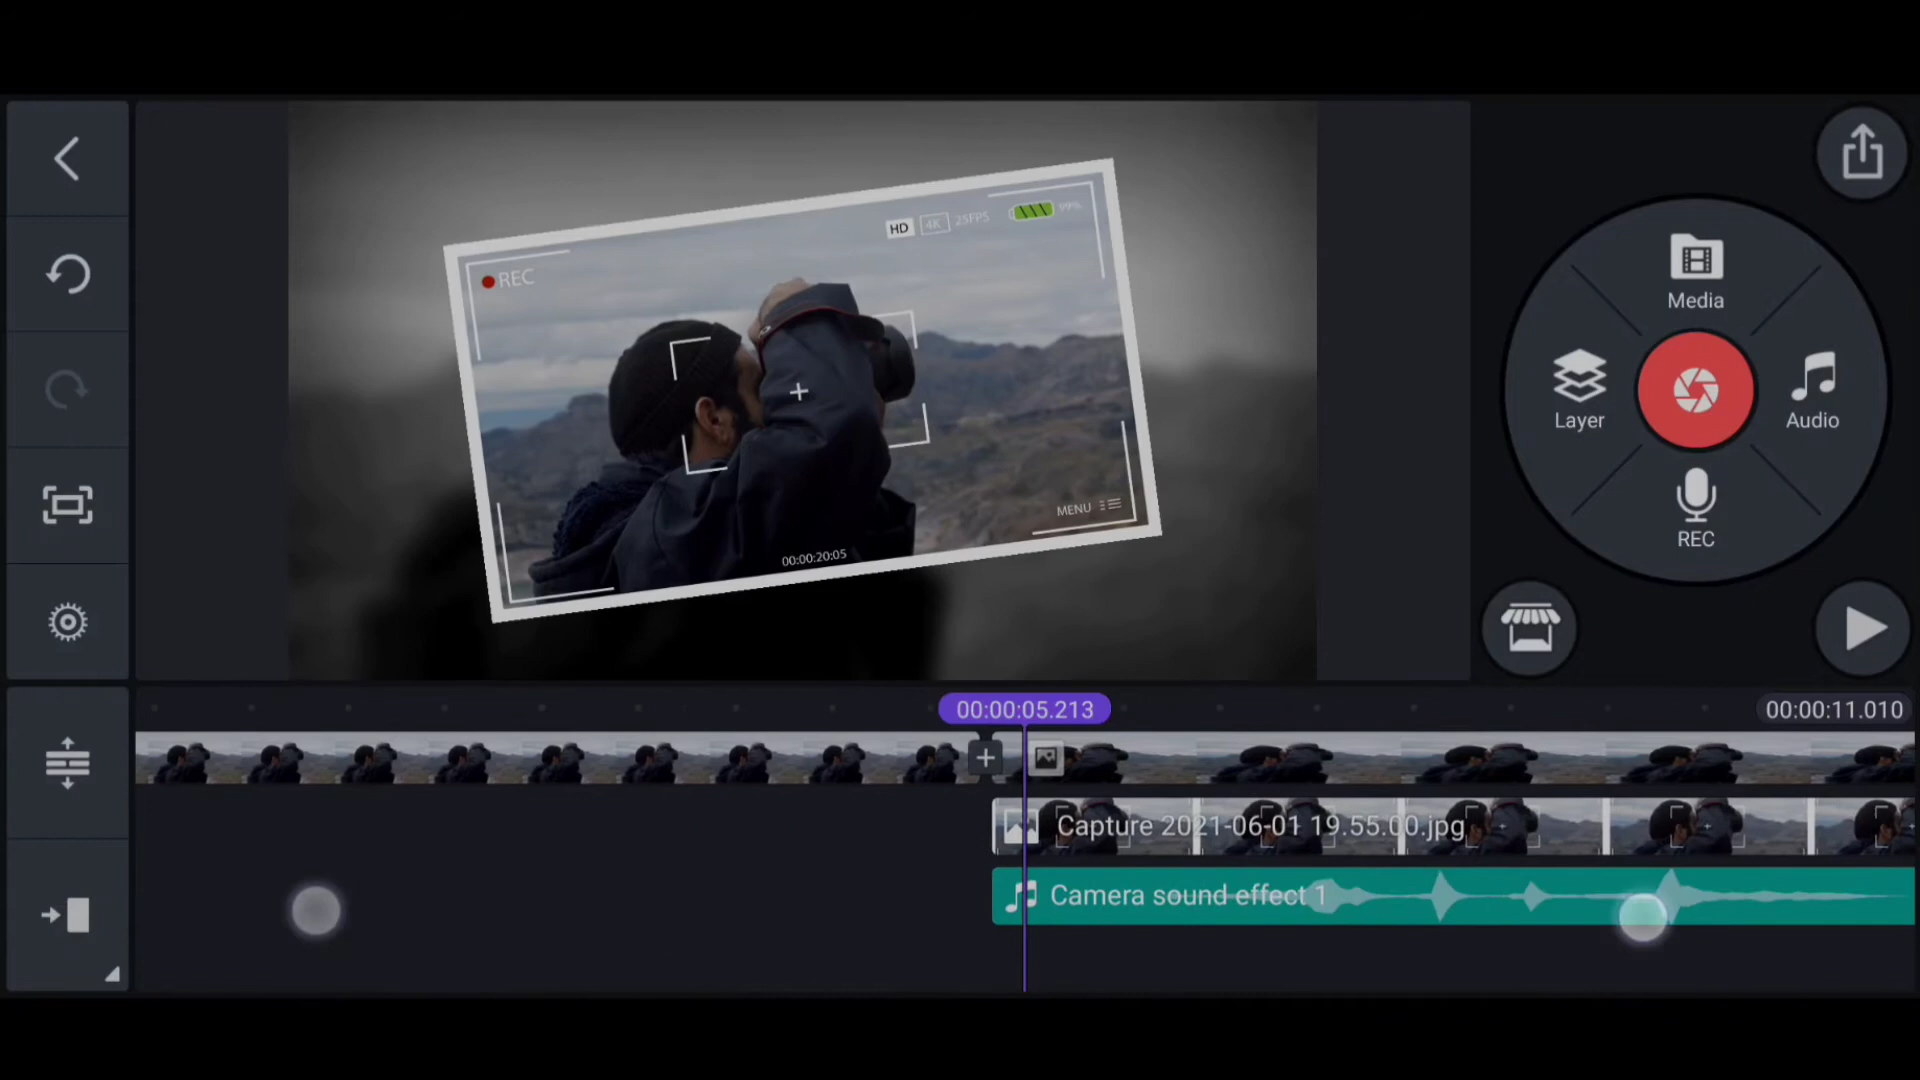 HD 4K 25FPS 99%
REC
MENU
00:00:20:05
Media
Layer
Audio
REC
00:00:05.213
00:00:11.010
Capture 2021-06-01 19.55.00.jpg
Camera sound effect 1